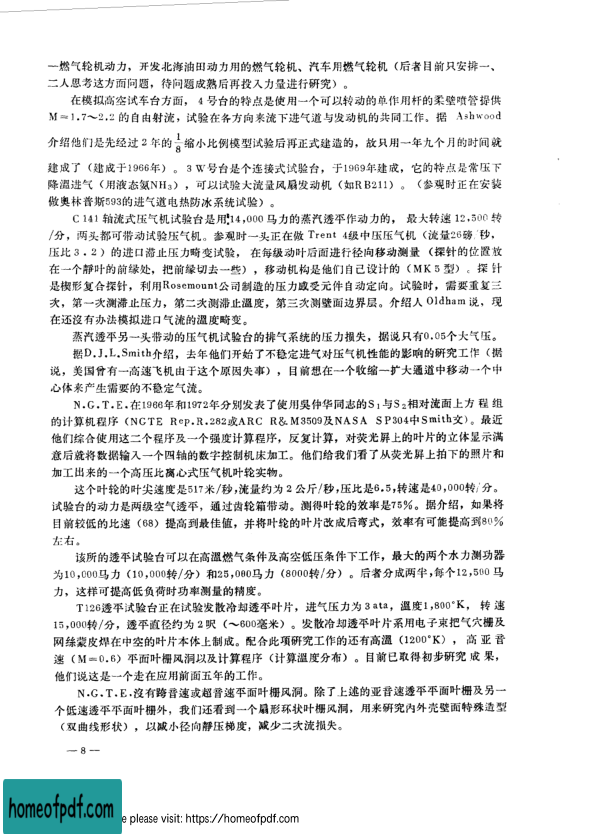 一燃气轮机动力，开发北海油田动力用的燃气轮机、汽车用燃气轮机（后者目前只安排一、
二人思考这方面问题，待问题成熟后再投入力量进行研究）。
在模拟高空试车台方面，4号台的特点是使用一个可以转动的单作用杆的柔壁喷管提供
M＝1.7～2.2的自由射流，试验在各方向来流下进气道与发动机的共同工作。据 Ashwood
介绍他们是先经过2年的1/8缩小比例模型试验后再正式建造的，故只用一年九个月的时间就
建成了（建成于1966年）。3W号台是个连接式试验台，于1969年建成，它的特点是常压下
降温进气（用液态氨NH₃），可以试验大流量风扇发动机（如RB211）。（参观时正在安装
做奥林普斯593的进气道电热防冰系统试验）。
C 141 轴流式压气机试验台是用14,000 马力的蒸汽透平作动力的，最大转速 12,500 转
/分，两头都可带动试验压气机。参观时一头正在做 Trent 4级中压压气机（流量26磅/秒，
压比3．2）的进口滞止压力畸变试验，在每级动叶后面进行径向移动测量（探针的位置放
在一个静叶的前缘处，把前缘切去一些），移动机构是他们自己设计的（MK5型）。探针
是楔形复合探针，利用Rosemount公司制造的压力感受元件自动定向。试验时，需要重复三
次，第一次测滞止压力，第二次测滞止温度，第三次测壁面边界层。介绍人 Oldham 说，现
在还没有办法模拟进口气流的温度畸变。
蒸汽透平另一头带动的压气机试验台的排气系统的压力损失，据说只有0.05个大气压。
据D.J.L.Smith介绍，去年他们开始了不稳定进气对压气机性能的影响的研究工作（据
说，美国曾有一高速飞机由于这个原因失事），目前想在一个收缩—扩大通道中移动一个中
心体来产生需要的不稳定气流。
N.G.T.E.在1966年和1972年分别发表了使用吴仲华同志的S₁与S₂相对流面上方程组
的计算机程序（NGTE Rep.R.282或ARC R&M3509及NASA SP304中Smith文）。最近
他们综合使用这二个程序及一个强度计算程序，反复计算，对荧光屏上的叶片的立体显示满
意后就将数据输入一个四轴的数字控制机床加工。他们给我们看了从荧光屏上拍下的照片和
加工出来的一个高压比离心式压气机叶轮实物。
这个叶轮的叶尖速度是517米/秒，流量约为2公斤/秒，压比是6.5，转速是40,000转/分。
试验台的动力是两级空气透平，通过齿轮箱带动。测得叶轮的效率是75％。据介绍，如果将
目前较低的比速（68）提高到最佳值，并将叶轮的叶片改成后弯式，效率有可能提高到80％
左右。
该所的透平试验台可以在高温燃气条件及高空低压条件下工作，最大的两个水力测功器
为10,000马力（10,000转/分）和25,000马力（8000转/分）。后者分成两半，每个12,500 马
力，这样可提高低负荷时功率测量的精度。
T126透平试验台正在试验发散冷却透平叶片，进气压力为3 ata，温度1,800°K，转速
15,000转/分，透平直径约为2呎（～600毫米）。发散冷却透平叶片系用电子束把气穴栅及
网丝蒙皮焊在中空的叶片本体上制成。配合此项研究工作的还有高温（1200°K），高亚音
速（M＝0.6）平面叶栅风洞以及计算程序（计算温度分布）。目前已取得初步研究成果，
他们说这是一个走在应用前面五年的工作。
N.G.T.E.没有跨音速或超音速平面叶栅风洞。除了上述的亚音速透平平面叶栅及另一
个低速透平平面叶栅外，我们还看到一个扇形环状叶栅风洞，用来研究内外壳壁面特殊造型
（双曲线形状），以减小径向静压梯度，减少二次流损失。
— 8 —
homeofpdf.com
e please visit: https://homeofpdf.com